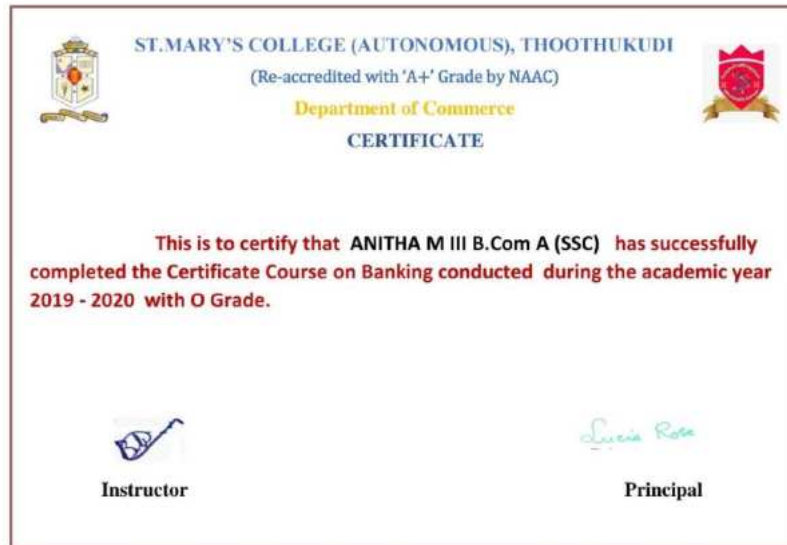 ST.MARY'S COLLEGE (AUTONOMOUS), THOOTHUKUDI
(Re-accredited with 'A+' Grade by NAAC)
Department of Commerce
CERTIFICATE
This is to certify that ANITHA M III B.Com A (SSC) has successfully
completed the Certificate Course on Banking conducted during the academic year
2019 - 2020 with O Grade.
Lucia Rose
Instructor Principal